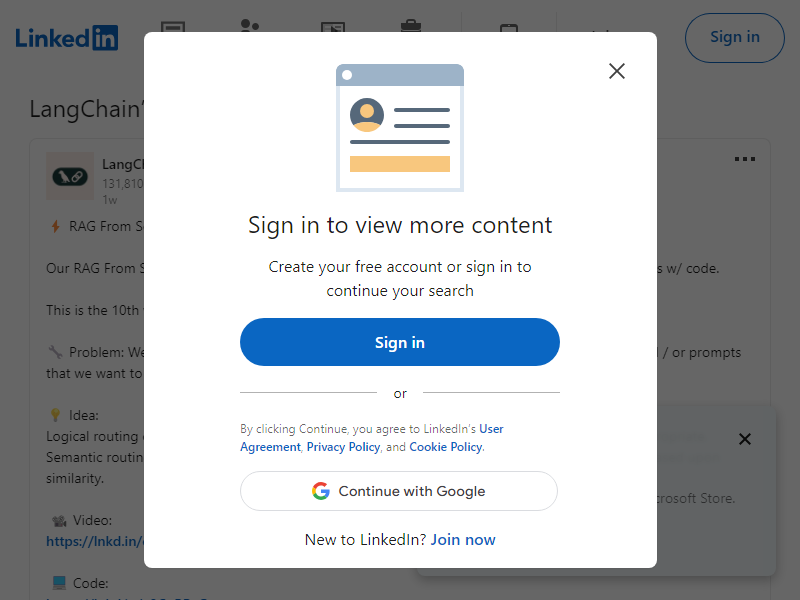 Linked in
Sign in
LangChain'
LangCh
131,810
1w
RAG From S
Our RAG From S
s w/ code.
This is the 10th
Problem: We
/ or prompts
that we want to
Idea:
Logical routing
Semantic routin
similarity.
crosoft Store.
Video:
https://lnkd.in/
Code:
Sign in to view more content
Create your free account or sign in to
continue your search
Sign in
or
By clicking Continue, you agree to LinkedIn's User
Agreement, Privacy Policy, and Cookie Policy.
Continue with Google
New to LinkedIn? Join now